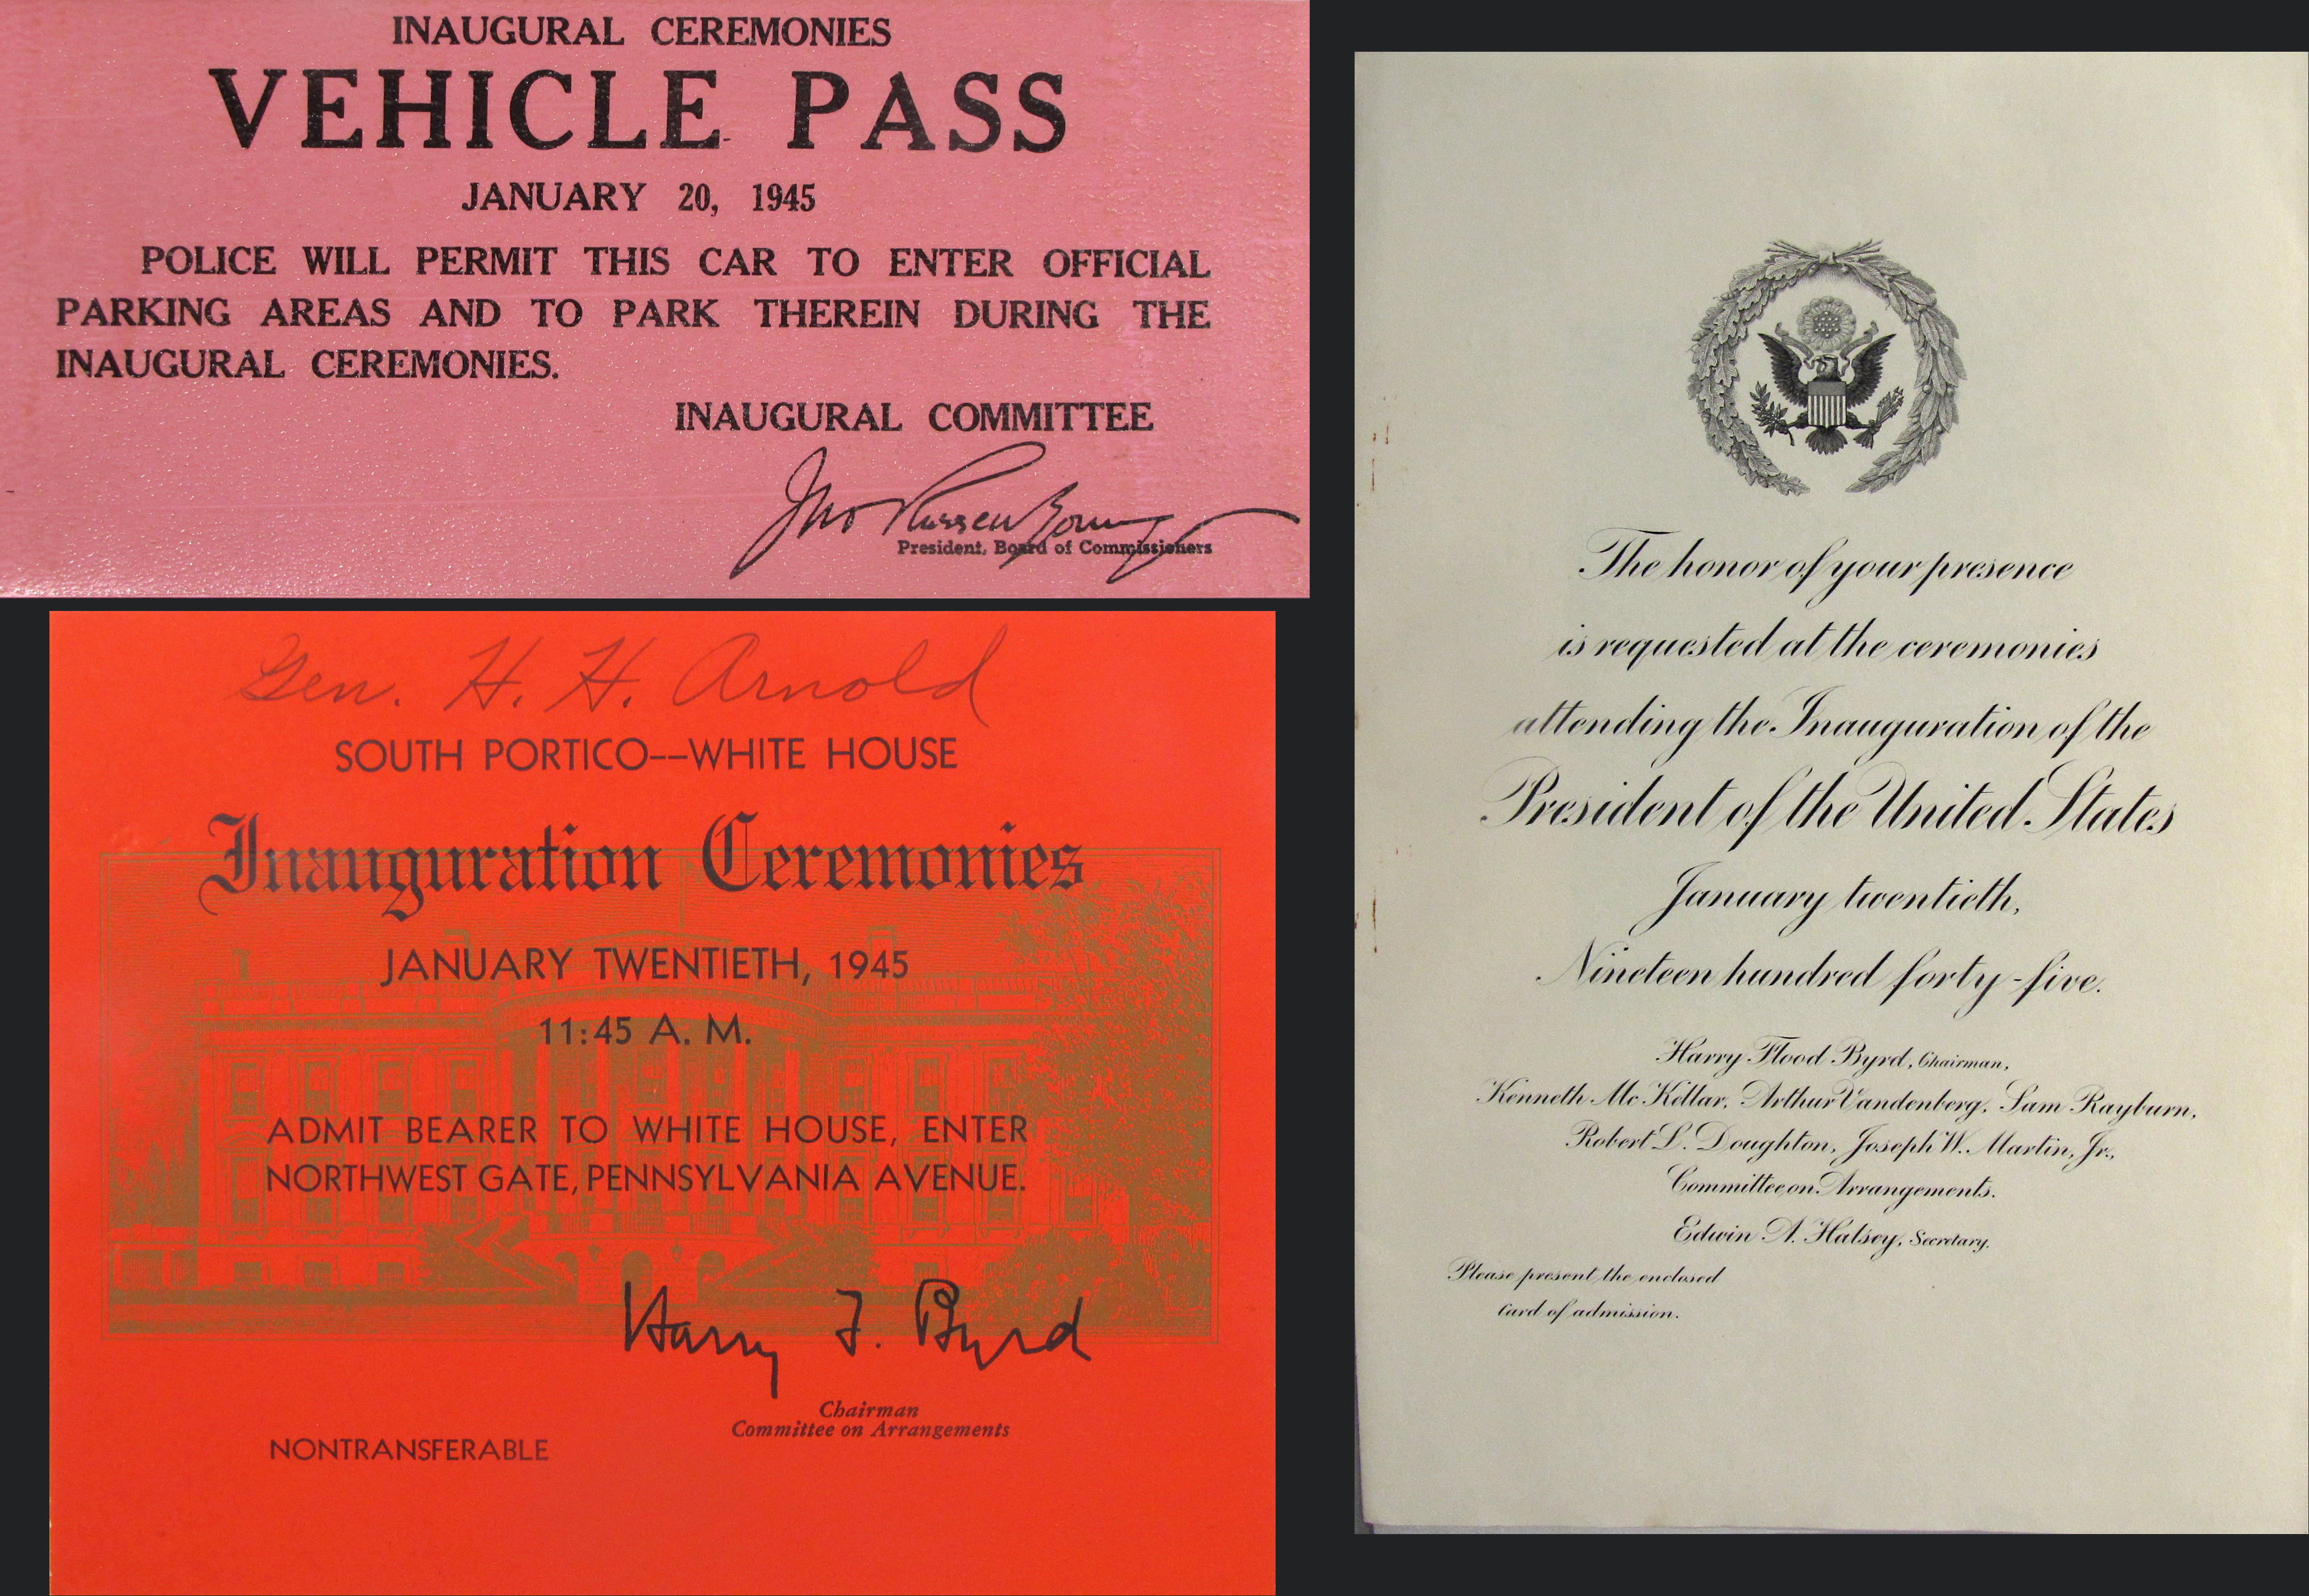 INAUGURAL CEREMONIES
VEHICLE PASS
JANUARY 20, 1945
POLICE WILL PERMIT THIS CAR TO ENTER OFFICIAL
PARKING AREAS AND TO PARK THEREIN DURING THE
INAUGURAL CEREMONIES.
INAUGURAL COMMITTEE
Jno Russell Young
President, Board of Commissioners
Gen. H. H. Arnold
SOUTH PORTICO--WHITE HOUSE
Inauguration Ceremonies
JANUARY TWENTIETH, 1945
11:45 A. M.
ADMIT BEARER TO WHITE HOUSE, ENTER
NORTHWEST GATE, PENNSYLVANIA AVENUE.
Harry F. Byrd
Chairman
Committee on Arrangements
NONTRANSFERABLE
The honor of your presence
is requested at the ceremonies
attending the Inauguration of the
President of the United States
January twentieth,
Nineteen hundred forty-five.
Harry Flood Byrd, Chairman,
Kenneth McKellar, Arthur Vandenberg, Sam Rayburn,
Robert L. Doughton, Joseph W. Martin, Jr.,
Committee on Arrangements.
Edwin A. Halsey, Secretary.
Please present the enclosed
card of admission.